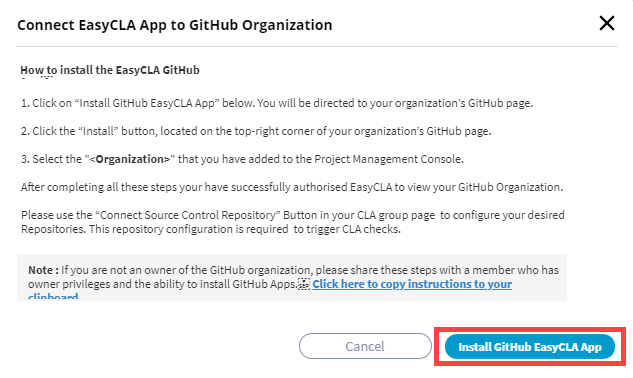 Connect EasyCLA App to GitHub Organization
How to install the EasyCLA GitHub
1. Click on “Install GitHub EasyCLA App” below. You will be directed to your organization's GitHub page.
2. Click the “Install” button, located on the top-right corner of your organization’s GitHub page.
3. Select the "<Organization>" that you have added to the Project Management Console.
After completing all these steps your have successfully authorised EasyCLA to view your GitHub Organization.
Please use the “Connect Source Control Repository” Button in your CLA group page to configure your desired
Repositories. This repository configuration is required to trigger CLA checks.
Note : If you are not an owner of the GitHub organization, please share these steps with a member who has
owner privileges and the ability to install GitHub Apps. Click here to copy instructions to your
clipboard
Cancel
Install GitHub EasyCLA App